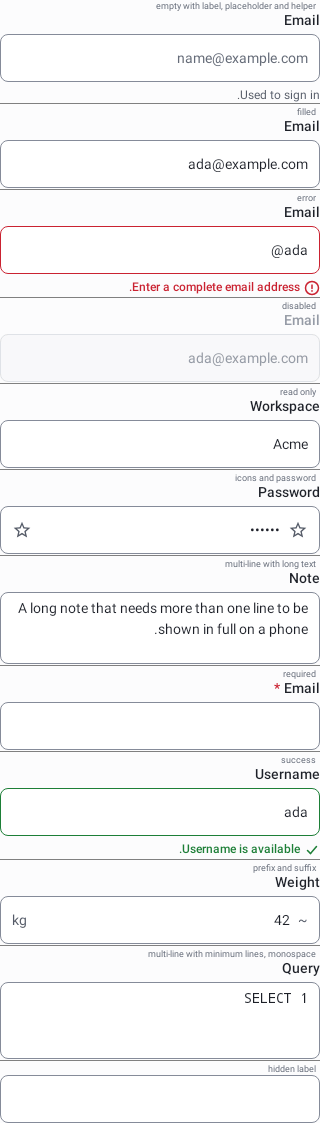 empty with label, placeholder and helper
Email
name@example.com
.Used to sign in
filled
Email
ada@example.com
error
Email
@ada
.Enter a complete email address
disabled
Email
ada@example.com
read only
Workspace
Acme
icons and password
Password
••••••
multi-line with long text
Note
A long note that needs more than one line to be
.shown in full on a phone
required
* Email
success
Username
ada
.Username is available
prefix and suffix
Weight
kg 42 ~
multi-line with minimum lines, monospace
Query
SELECT 1
hidden label